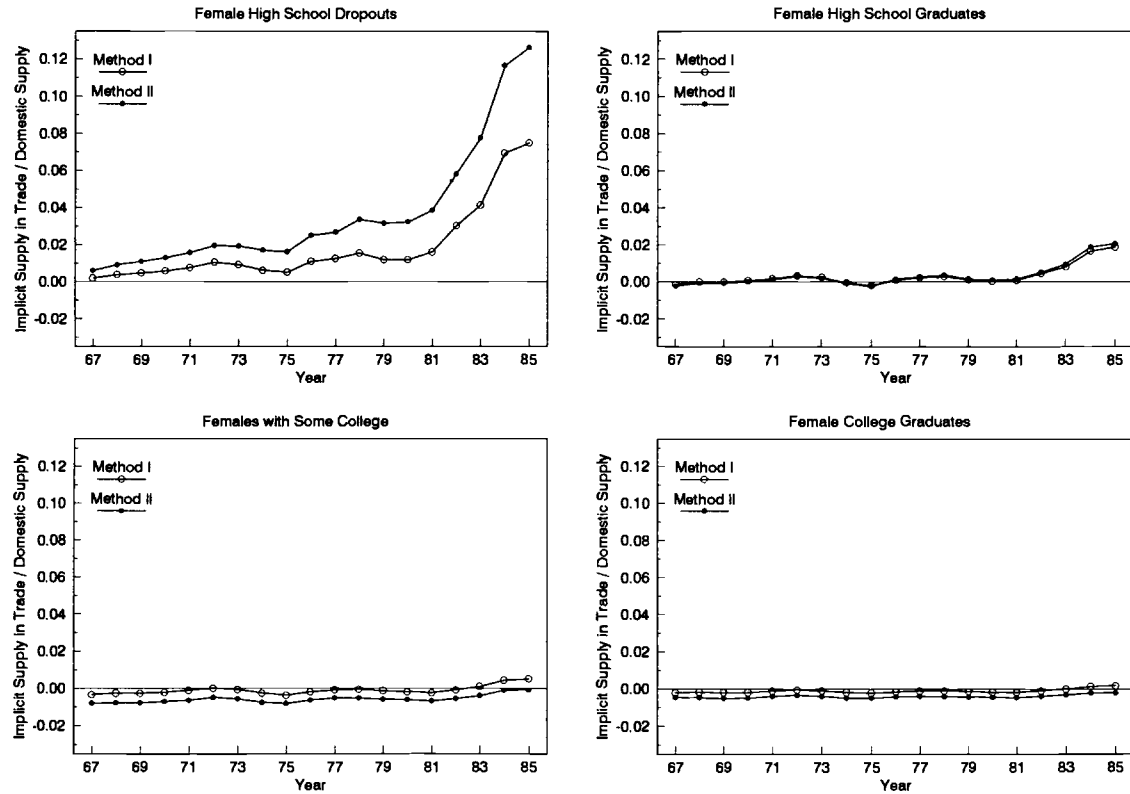 Female High School Dropouts
Implicit Supply in Trade / Domestic Supply
Method I
Method II
0.12
0.10
0.08
0.06
0.04
0.02
0.00
-0.02
67 69 71 73 75 77 79 81 83 85
Year
Female High School Graduates
Implicit Supply in Trade / Domestic Supply
Method I
Method II
0.12
0.10
0.08
0.06
0.04
0.02
0.00
-0.02
67 69 71 73 75 77 79 81 83 85
Year
Females with Some College
Implicit Supply in Trade / Domestic Supply
Method I
Method II
0.12
0.10
0.08
0.06
0.04
0.02
0.00
-0.02
67 69 71 73 75 77 79 81 83 85
Year
Female College Graduates
Implicit Supply in Trade / Domestic Supply
Method I
Method II
0.12
0.10
0.08
0.06
0.04
0.02
0.00
-0.02
67 69 71 73 75 77 79 81 83 85
Year